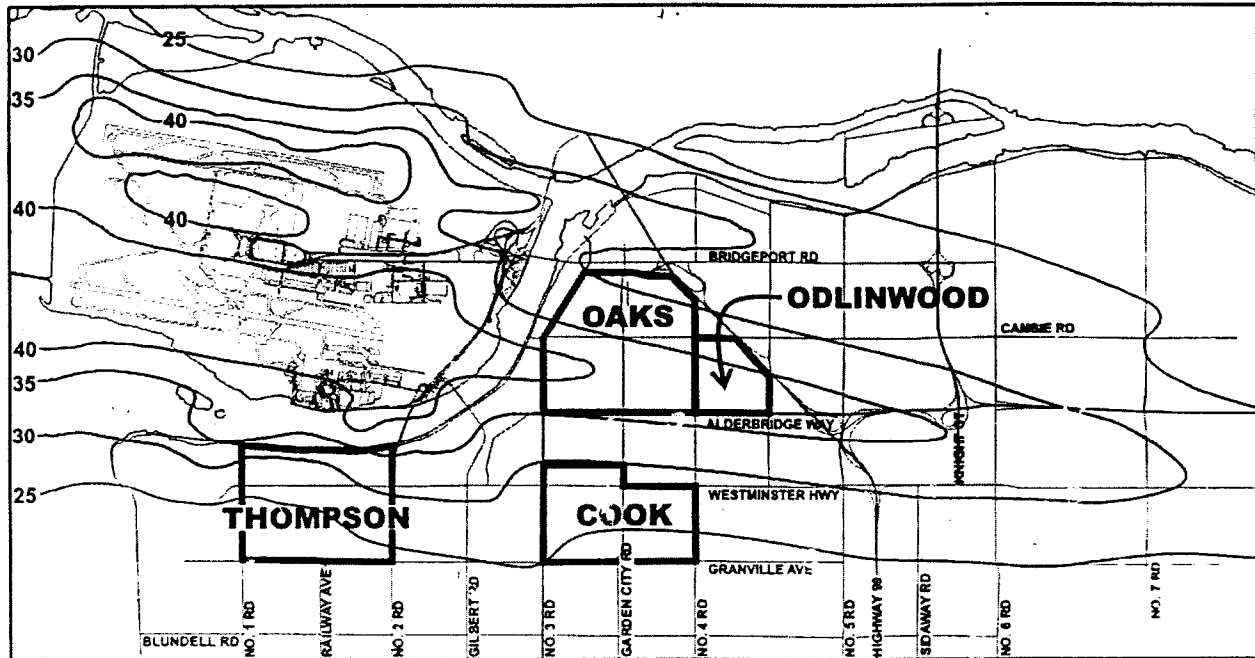 25
30
35
40
40
40
BRIDGEPORT RD
ODLINWOOD
OAKS
CAMBIE RD
40
35
ALDERBRIDGE WAY
30
KNIGHT ST
25
WESTMINSTER HWY
THOMPSON
COOK
GRANVILLE AVE
BLUNDELL RD
NO. 1 RD
RAILWAY AVE
NO. 2 RD
GILBERT RD
NO. 3 RD
GARDEN CITY RD
NO. 4 RD
NO. 5 RD
HIGHWAY 99
SIDAWAY RD
NO. 6 RD
NO. 7 RD